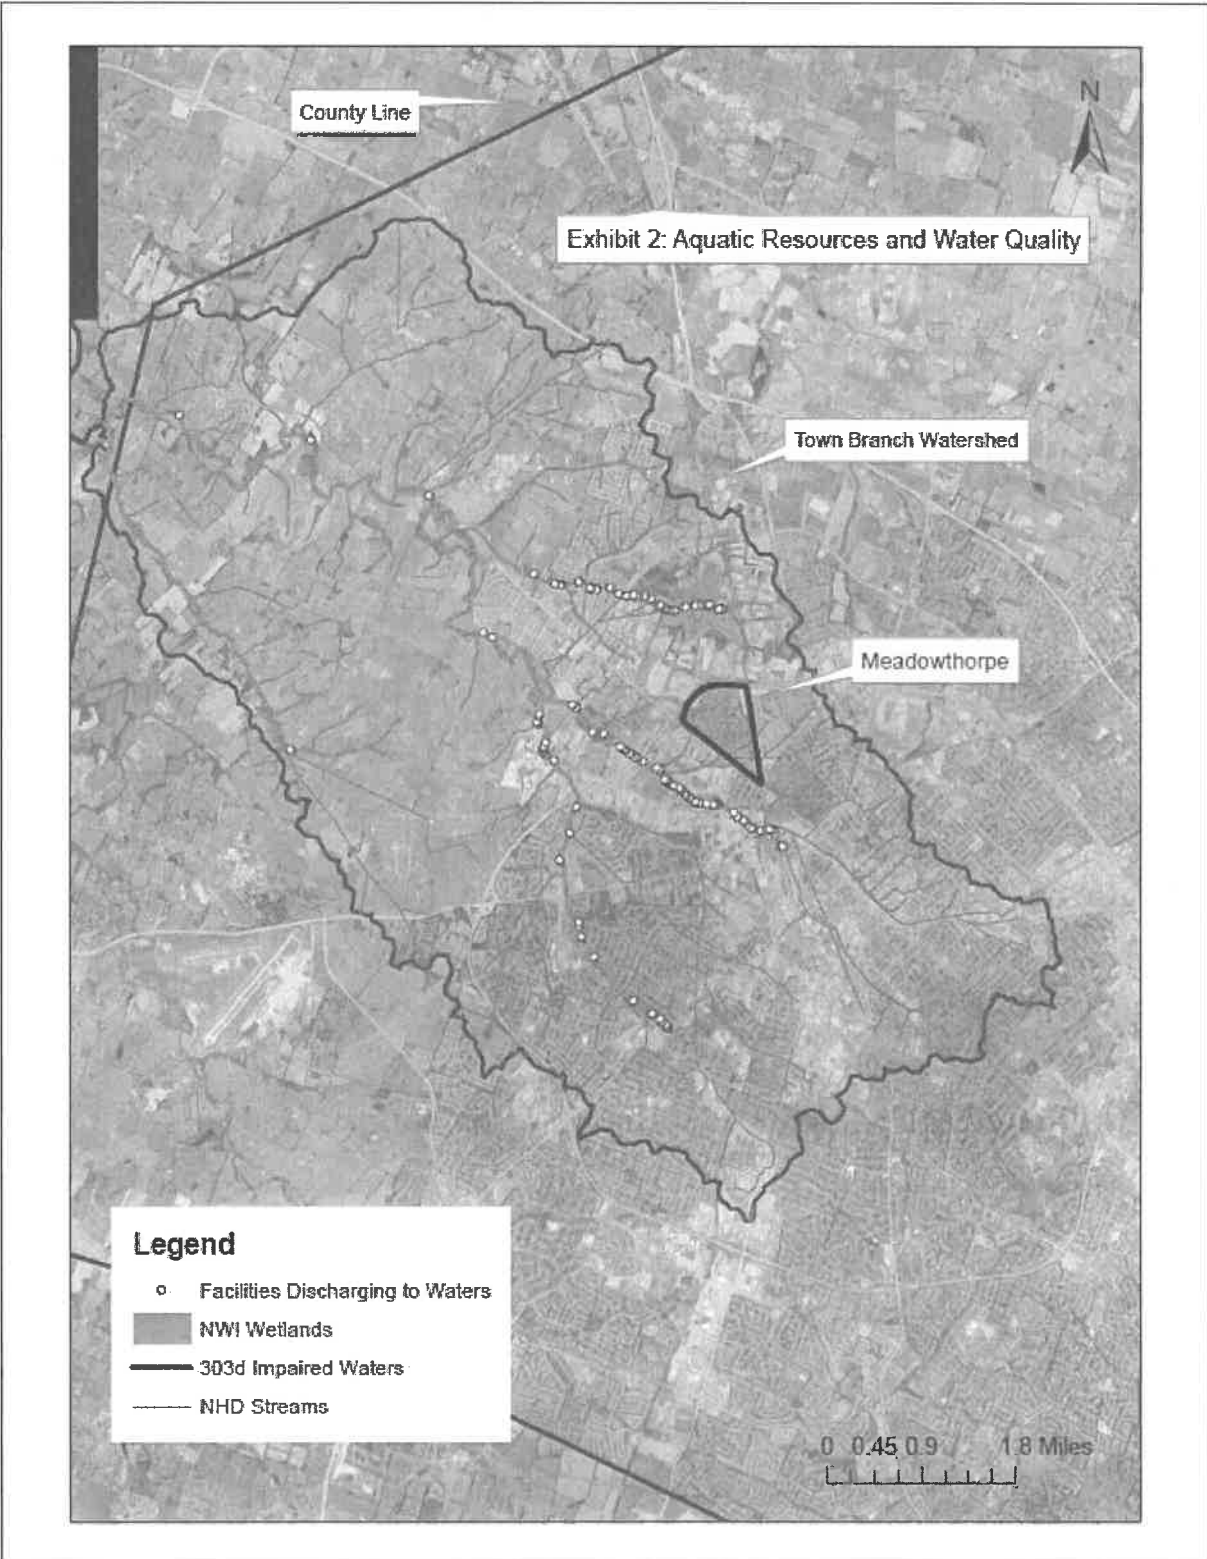 County Line
N
Exhibit 2: Aquatic Resources and Water Quality
Town Branch Watershed
Meadowthorpe
Legend
Facilities Discharging to Waters
NWI Wetlands
303d Impaired Waters
NHD Streams
0 0.45 0.9 1.8 Miles